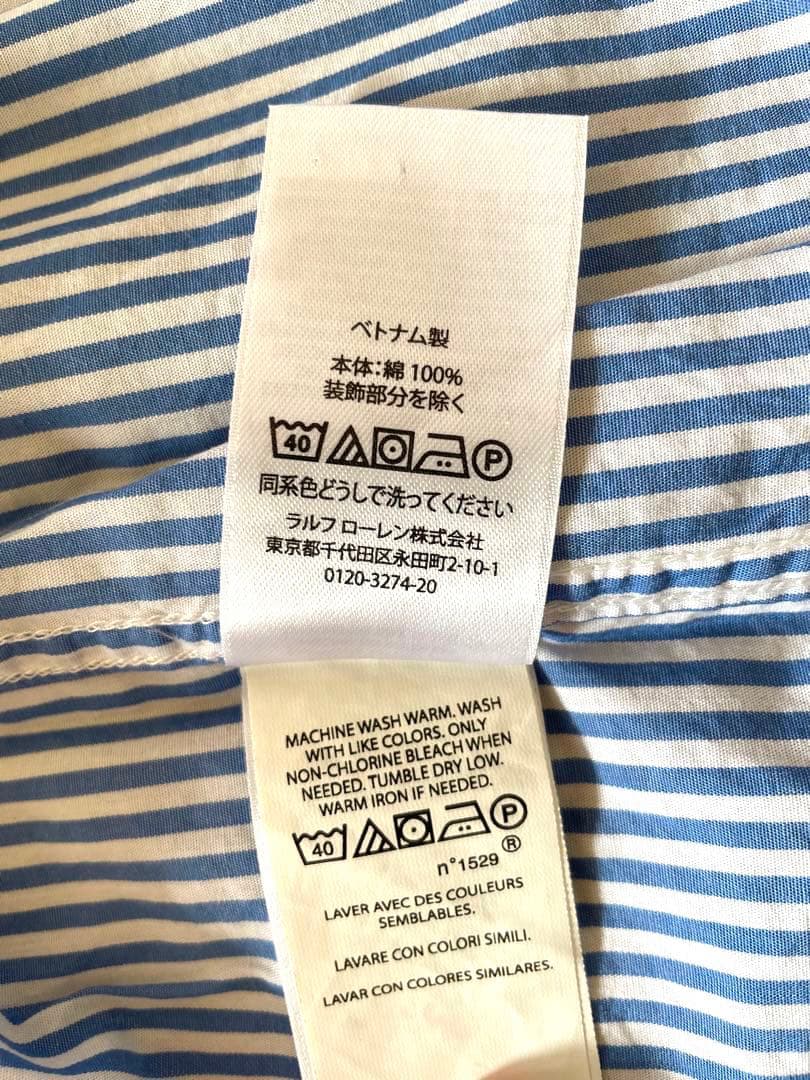 ベトナム製
本体：綿 100%
装飾部分を除く
40 P
同系色どうしで洗ってください
ラルフ ローレン株式会社
東京都千代田区永田町2-10-1
0120-3274-20
MACHINE WASH WARM. WASH
WITH LIKE COLORS. ONLY
NON-CHLORINE BLEACH WHEN
NEEDED. TUMBLE DRY LOW.
WARM IRON IF NEEDED.
40 P
n°1529 ®
LAVER AVEC DES COULEURS
SEMBLABLES.
LAVARE CON COLORI SIMILI.
LAVAR CON COLORES SIMILARES.